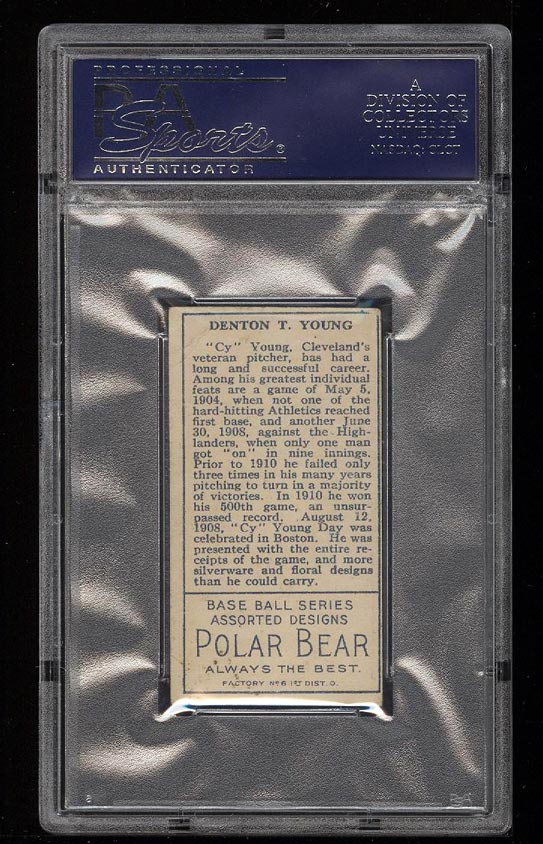 PROFESSIONAL
PSA
Sports
AUTHENTICATOR
A
DIVISION OF
COLLECTORS
UNIVERSE
NASDAQ: CLCT
DENTON T. YOUNG
"Cy" Young, Cleveland's
veteran pitcher, has had a
long and successful career.
Among his greatest individual
feats are a game of May 5,
1904, when not one of the
hard-hitting Athletics reached
first base, and another June
30, 1908, against the High-
landers, when only one man
got "on" in nine innings.
Prior to 1910 he failed only
three times in his many years
pitching to turn in a majority
of victories. In 1910 he won
his 500th game, an unsur-
passed record. August 12,
1908, "Cy" Young Day was
celebrated in Boston. He was
presented with the entire re-
ceipts of the game, and more
silverware and floral designs
than he could carry.
BASE BALL SERIES
ASSORTED DESIGNS
POLAR BEAR
ALWAYS THE BEST.
FACTORY No 6 1ST DIST. O.